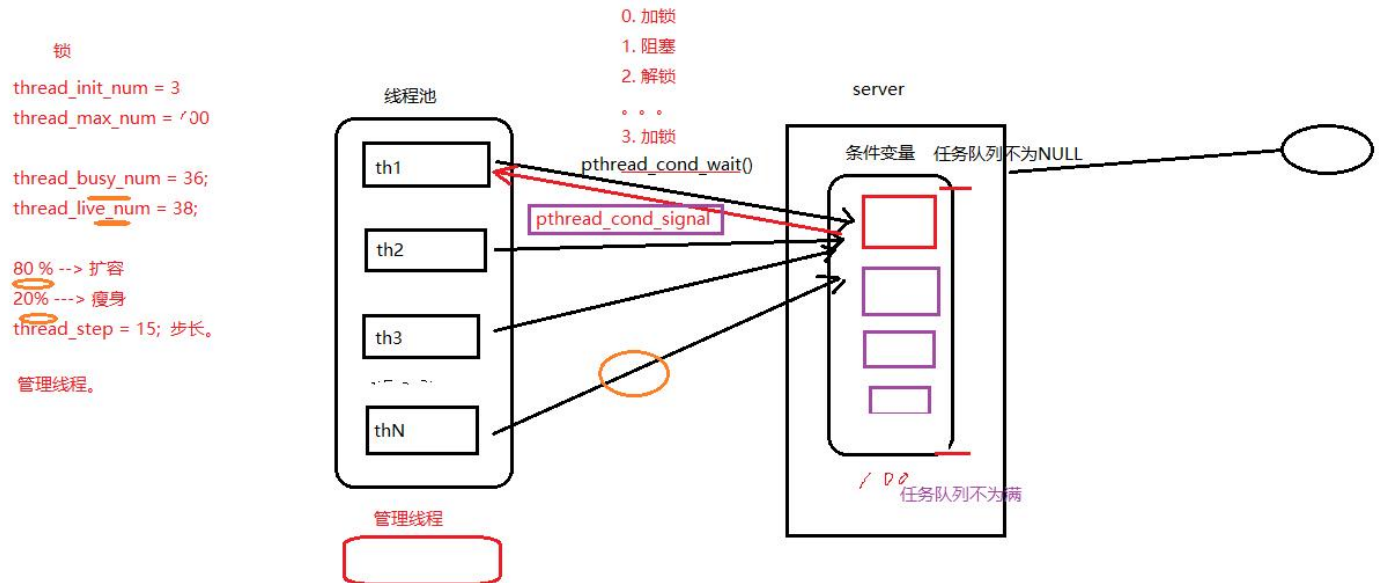 锁
thread_init_num = 3
thread_max_num = 100
thread_busy_num = 36;
thread_live_num = 38;
80 % --> 扩容
20% ---> 瘦身
thread_step = 15; 步长。
管理线程。
线程池
th1
th2
th3
thN
管理线程
0. 加锁
1. 阻塞
2. 解锁
。。。
3. 加锁
pthread_cond_wait()
pthread_cond_signal
server
条件变量 任务队列不为NULL
100
任务队列不为满